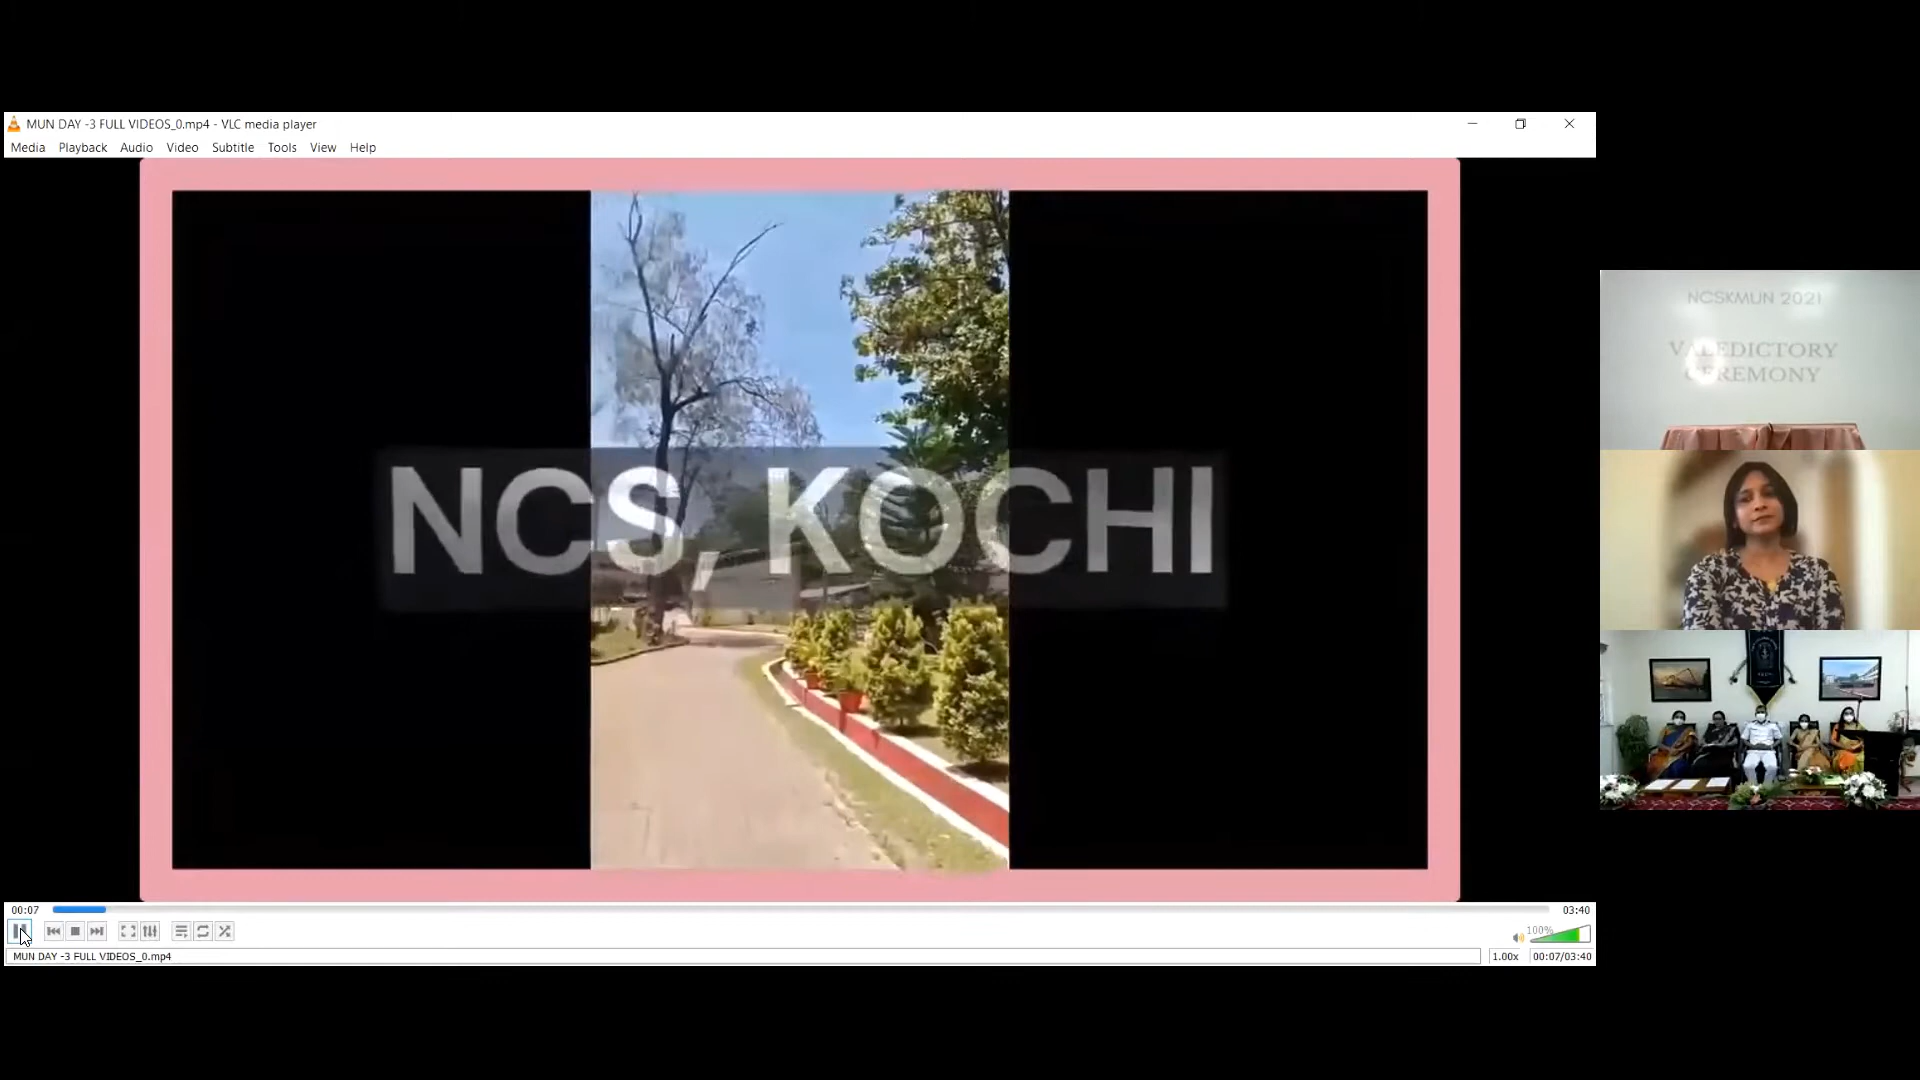 MUN DAY -3 FULL VIDEOS_0.mp4 - VLC media player
Media Playback Audio Video Subtitle Tools View Help
NCS, KOCHI
00:07
03:40
100%
MUN DAY -3 FULL VIDEOS_0.mp4
1.00x
00:07/03:40
NCSKMUN 2021
VALEDICTORY
CEREMONY